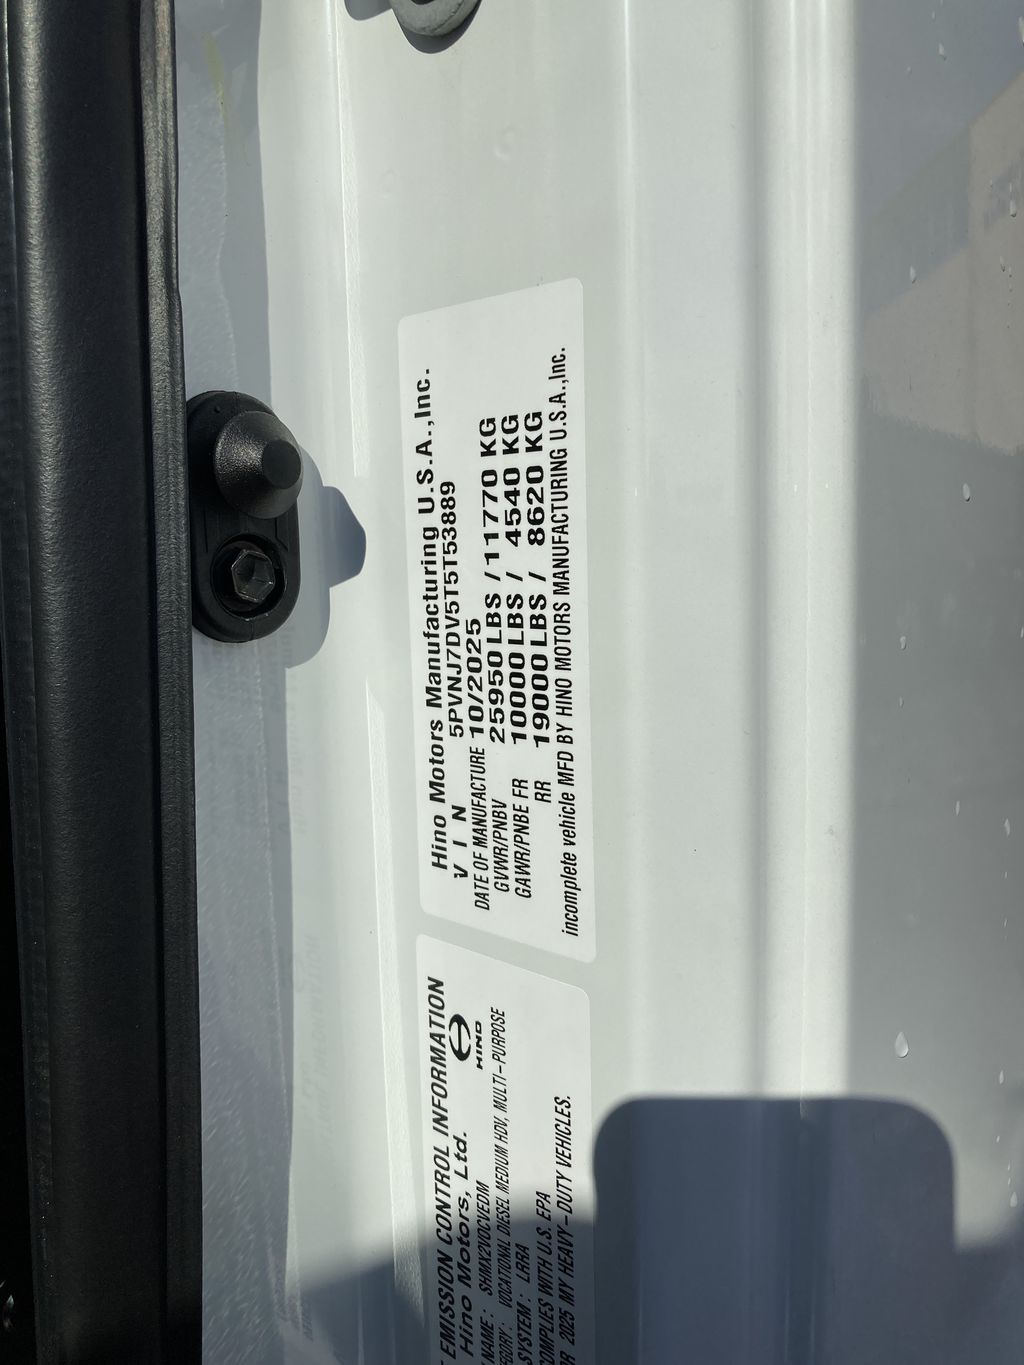 Hino Motors Manufacturing U.S.A.,Inc.
VIN 5PVNJ7DV5T5T53889
DATE OF MANUFACTURE 10/2025
GVWR/PNBV 25950 LBS / 11770 KG
GAWR/PNBE FR 10000 LBS / 4540 KG
RR 19000 LBS / 8620 KG
incomplete vehicle MFD BY HINO MOTORS MANUFACTURING U.S.A.,Inc.
EMISSION CONTROL INFORMATION
Hino Motors, Ltd.
HINO
NAME : SHMX2VOCVEDM
VOCATIONAL DIESEL MEDIUM HDV, MULTI-PURPOSE
SYSTEM : LRRA
COMPLIES WITH U.S. EPA
2025 MY HEAVY-DUTY VEHICLES.